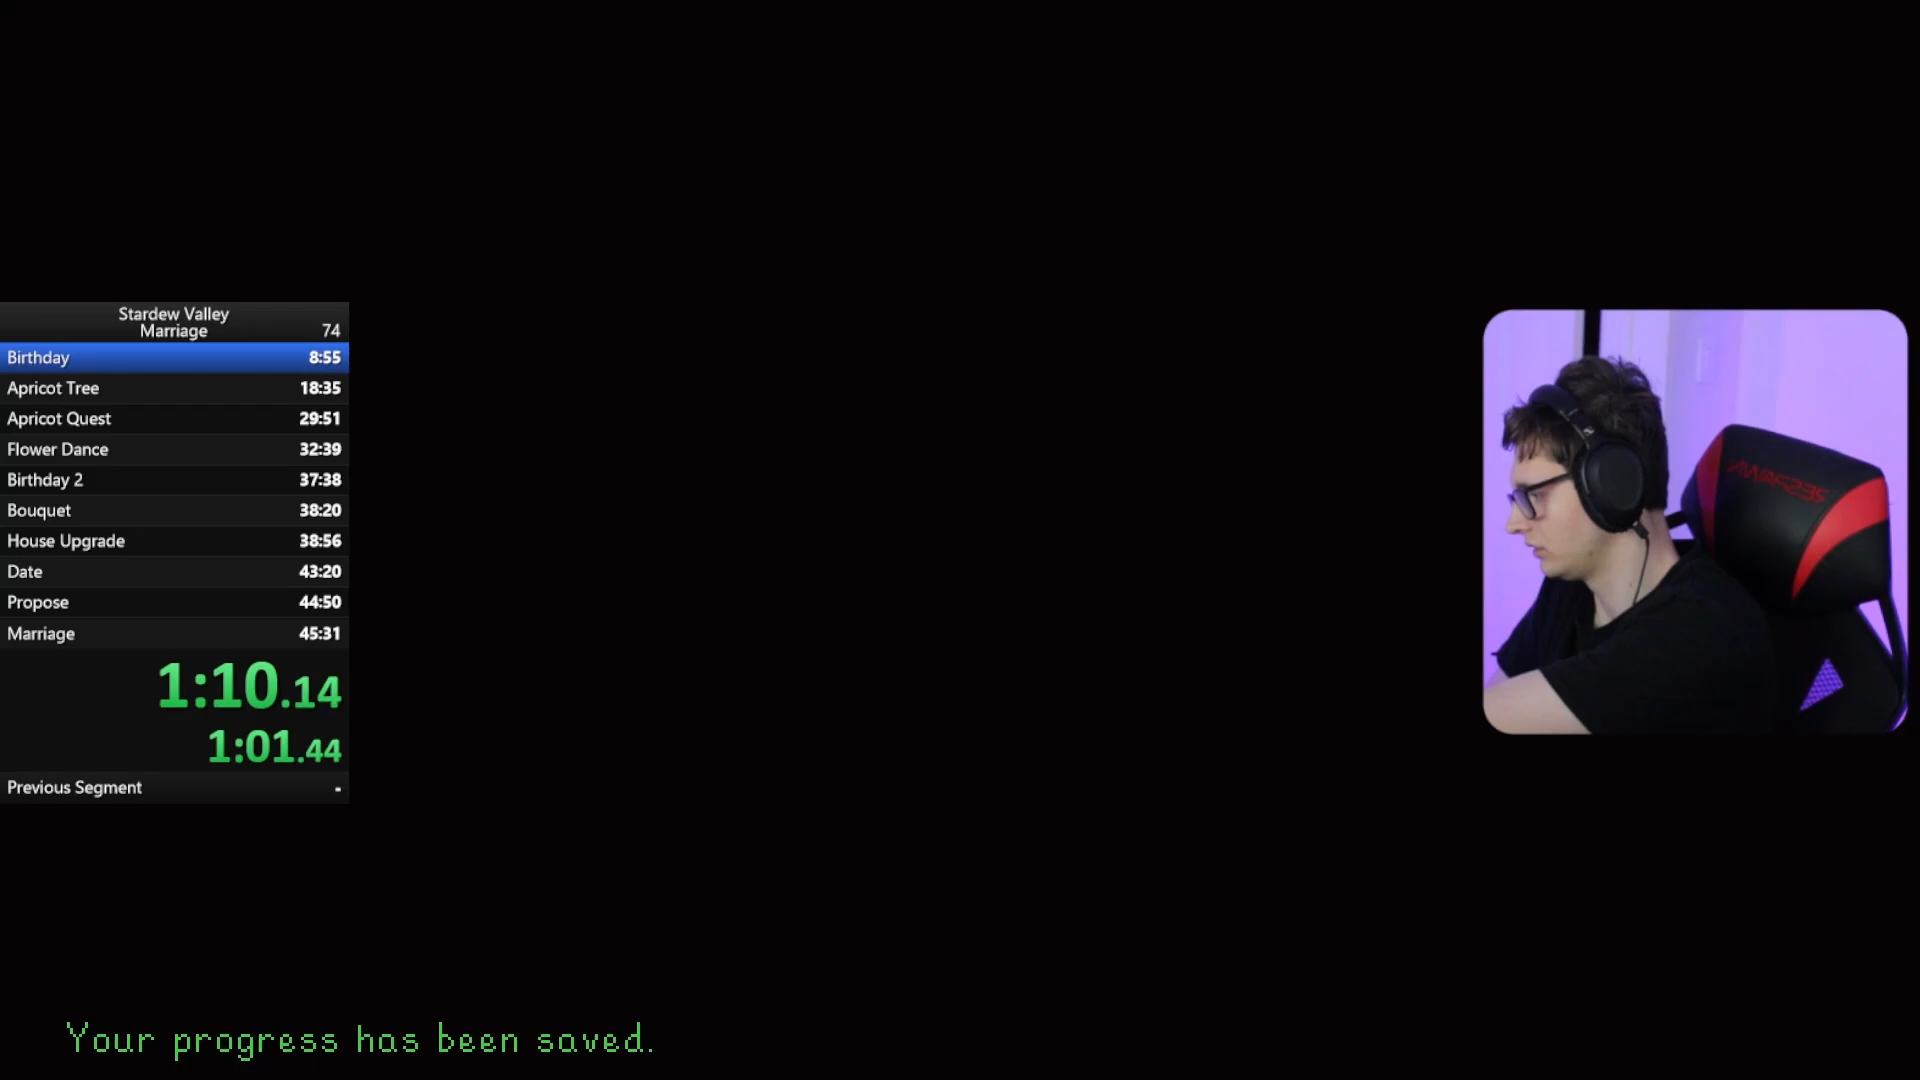 Stardew Valley
Marriage 74
Birthday 8:55
Apricot Tree 18:35
Apricot Quest 29:51
Flower Dance 32:39
Birthday 2 37:38
Bouquet 38:20
House Upgrade 38:56
Date 43:20
Propose 44:50
Marriage 45:31
1:10.14
1:01.44
Previous Segment -
Your progress has been saved.